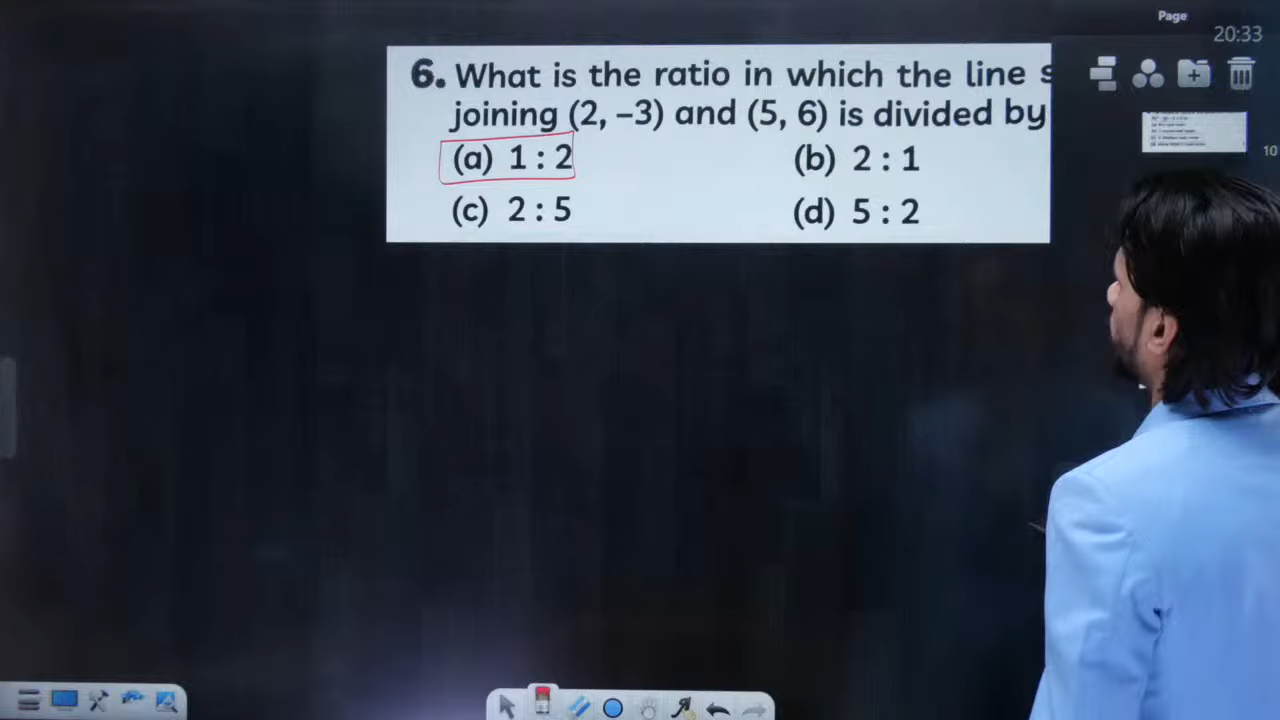 Page
20:33
6. What is the ratio in which the line
joining (2, –3) and (5, 6) is divided by
(a) 1 : 2
(b) 2 : 1
(c) 2 : 5
(d) 5 : 2
10